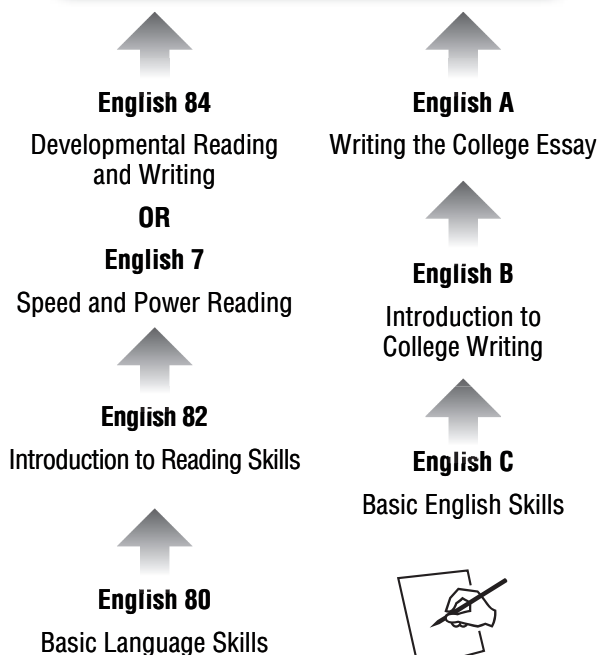 English 84
Developmental Reading
and Writing
OR
English 7
Speed and Power Reading
English 82
Introduction to Reading Skills
English 80
Basic Language Skills
English A
Writing the College Essay
English B
Introduction to
College Writing
English C
Basic English Skills